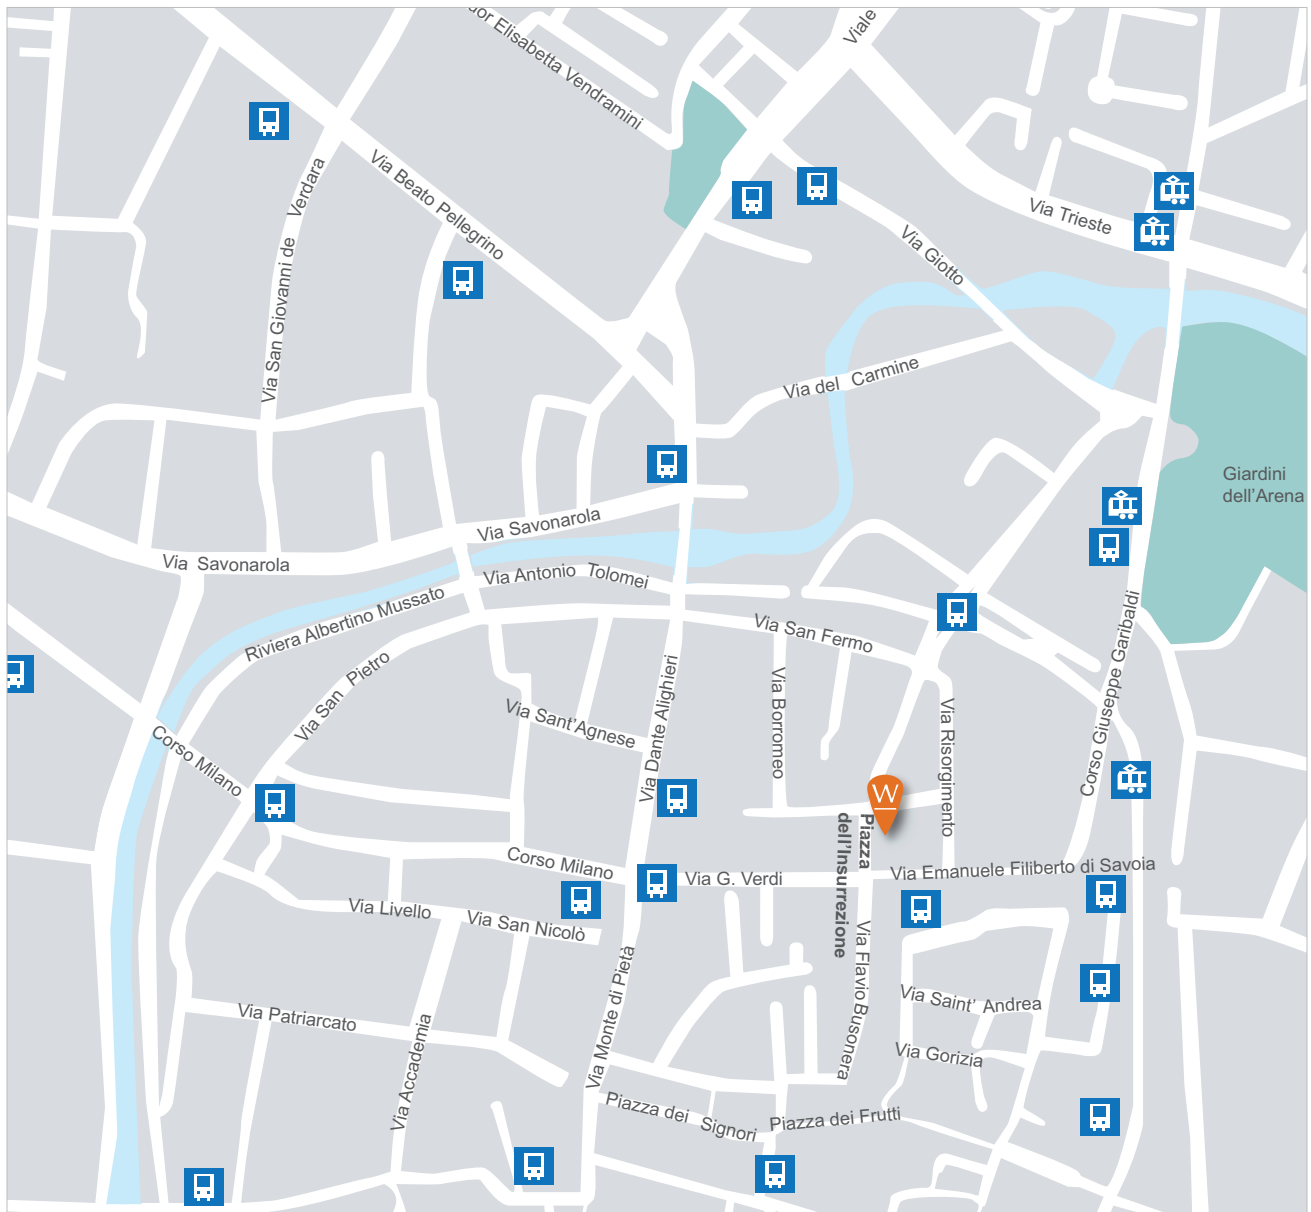 dor Elisabetta Vendramini
Viale
Via Beato Pellegrino
Via San Giovanni de Verdara
Via Trieste
Via Giotto
Via del Carmine
Giardini
dell'Arena
Via Savonarola
Via Savonarola
Via Antonio Tolomei
Riviera Albertino Mussato
Via San Fermo
Via San Pietro
Corso Giuseppe Garibaldi
Via Borromeo
Via Dante Alighieri
Via Sant'Agnese
Via Risorgimento
Corso Milano
W
Piazza
dell'Insurrezione
Corso Milano
Via G. Verdi
Via Emanuele Filiberto di Savoia
Via Livello
Via San Nicolò
Via Flavio Busonera
Via Monte di Pietà
Via Saint' Andrea
Via Patriarcato
Via Accademia
Via Gorizia
Piazza dei Signori
Piazza dei Frutti